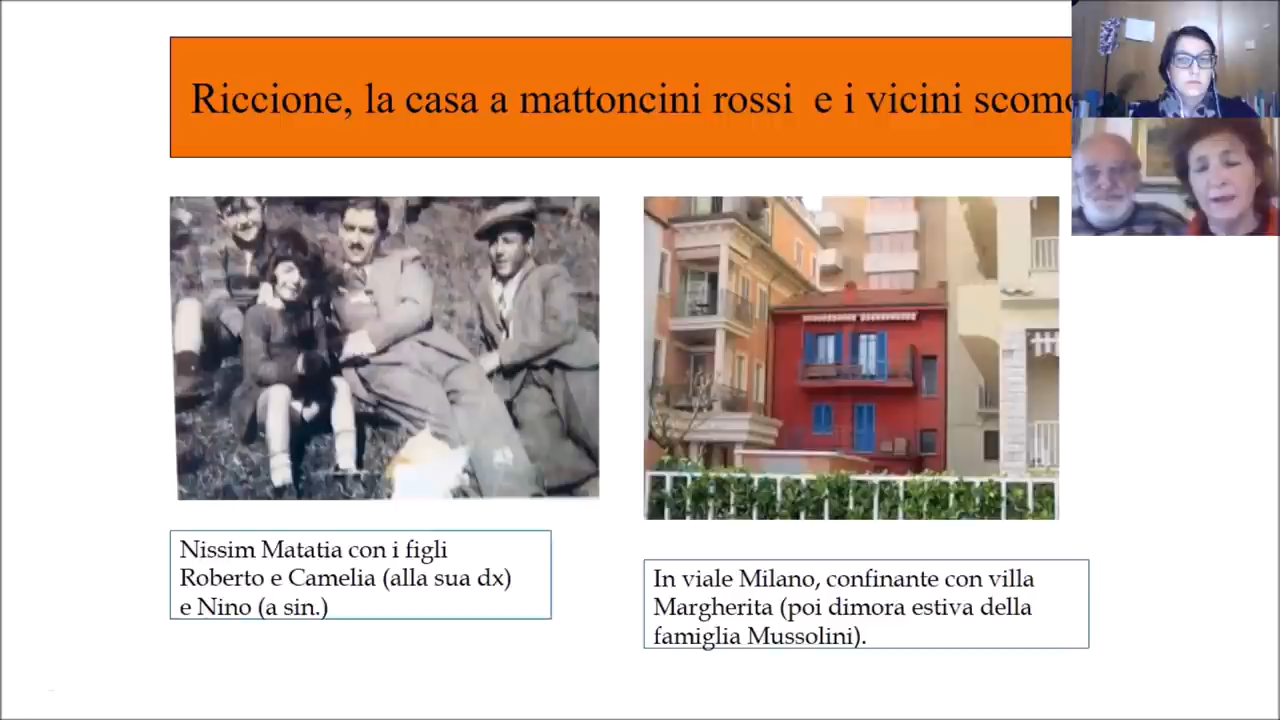 Riccione, la casa a mattoncini rossi e i vicini
Nissim Matatia con i figli
Roberto e Camelia (alla sua dx)
e Nino (a sin.)
In viale Milano, confinante con villa
Margherita (poi dimora estiva della
famiglia Mussolini).